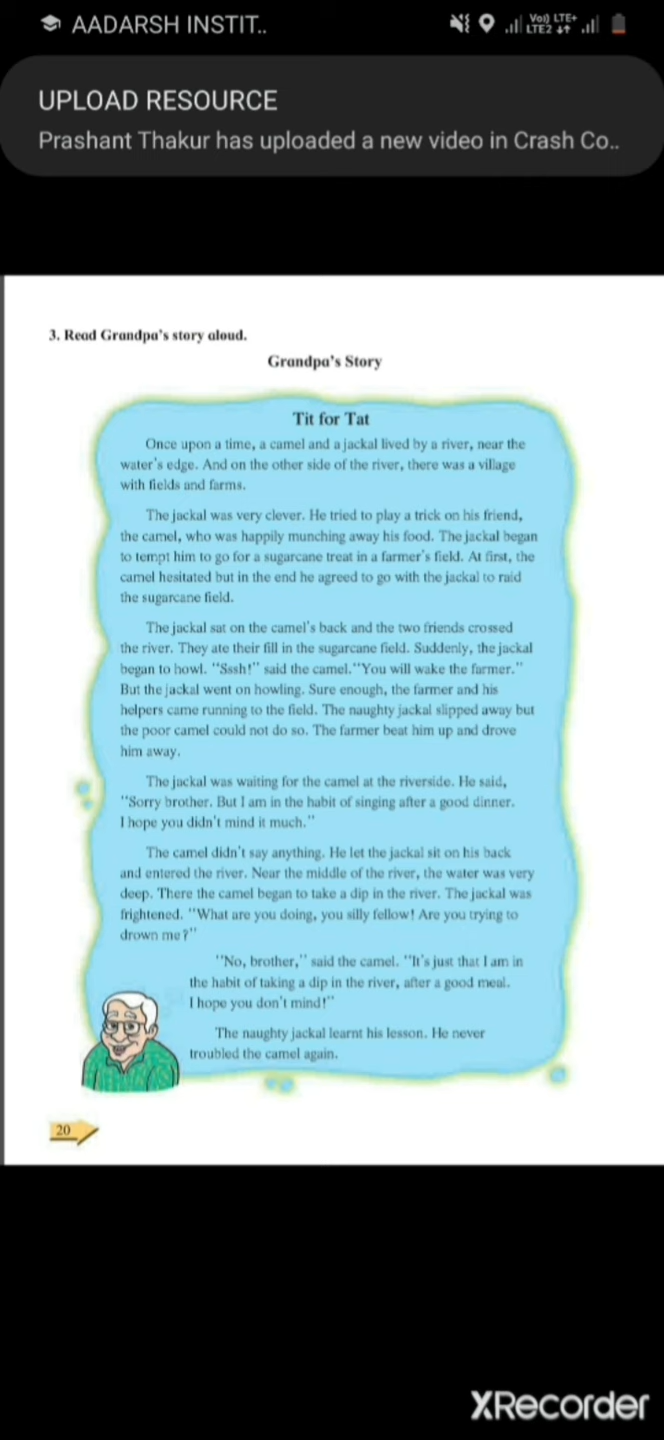 AADARSH INSTIT..
Vo) LTE+
LTE2
UPLOAD RESOURCE
Prashant Thakur has uploaded a new video in Crash Co..
3. Read Grandpa's story aloud.
Grandpa's Story
Tit for Tat
Once upon a time, a camel and a jackal lived by a river, near the
water's edge. And on the other side of the river, there was a village
with fields and farms.
The jackal was very clever. He tried to play a trick on his friend,
the camel, who was happily munching away his food. The jackal began
to tempt him to go for a sugarcane treat in a farmer's field. At first, the
camel hesitated but in the end he agreed to go with the jackal to raid
the sugarcane field.
The jackal sat on the camel's back and the two friends crossed
the river. They ate their fill in the sugarcane field. Suddenly, the jackal
began to howl. "Sssh!" said the camel."You will wake the farmer."
But the jackal went on howling. Sure enough, the farmer and his
helpers came running to the field. The naughty jackal slipped away but
the poor camel could not do so. The farmer beat him up and drove
him away.
The jackal was waiting for the camel at the riverside. He said,
"Sorry brother. But I am in the habit of singing after a good dinner.
I hope you didn't mind it much."
The camel didn't say anything. He let the jackal sit on his back
and entered the river. Near the middle of the river, the water was very
deep. There the camel began to take a dip in the river. The jackal was
frightened. "What are you doing, you silly fellow! Are you trying to
drown me?"
"No, brother," said the camel. "It's just that I am in
the habit of taking a dip in the river, after a good meal.
I hope you don't mind!"
The naughty jackal learnt his lesson. He never
troubled the camel again.
20
XRecorder